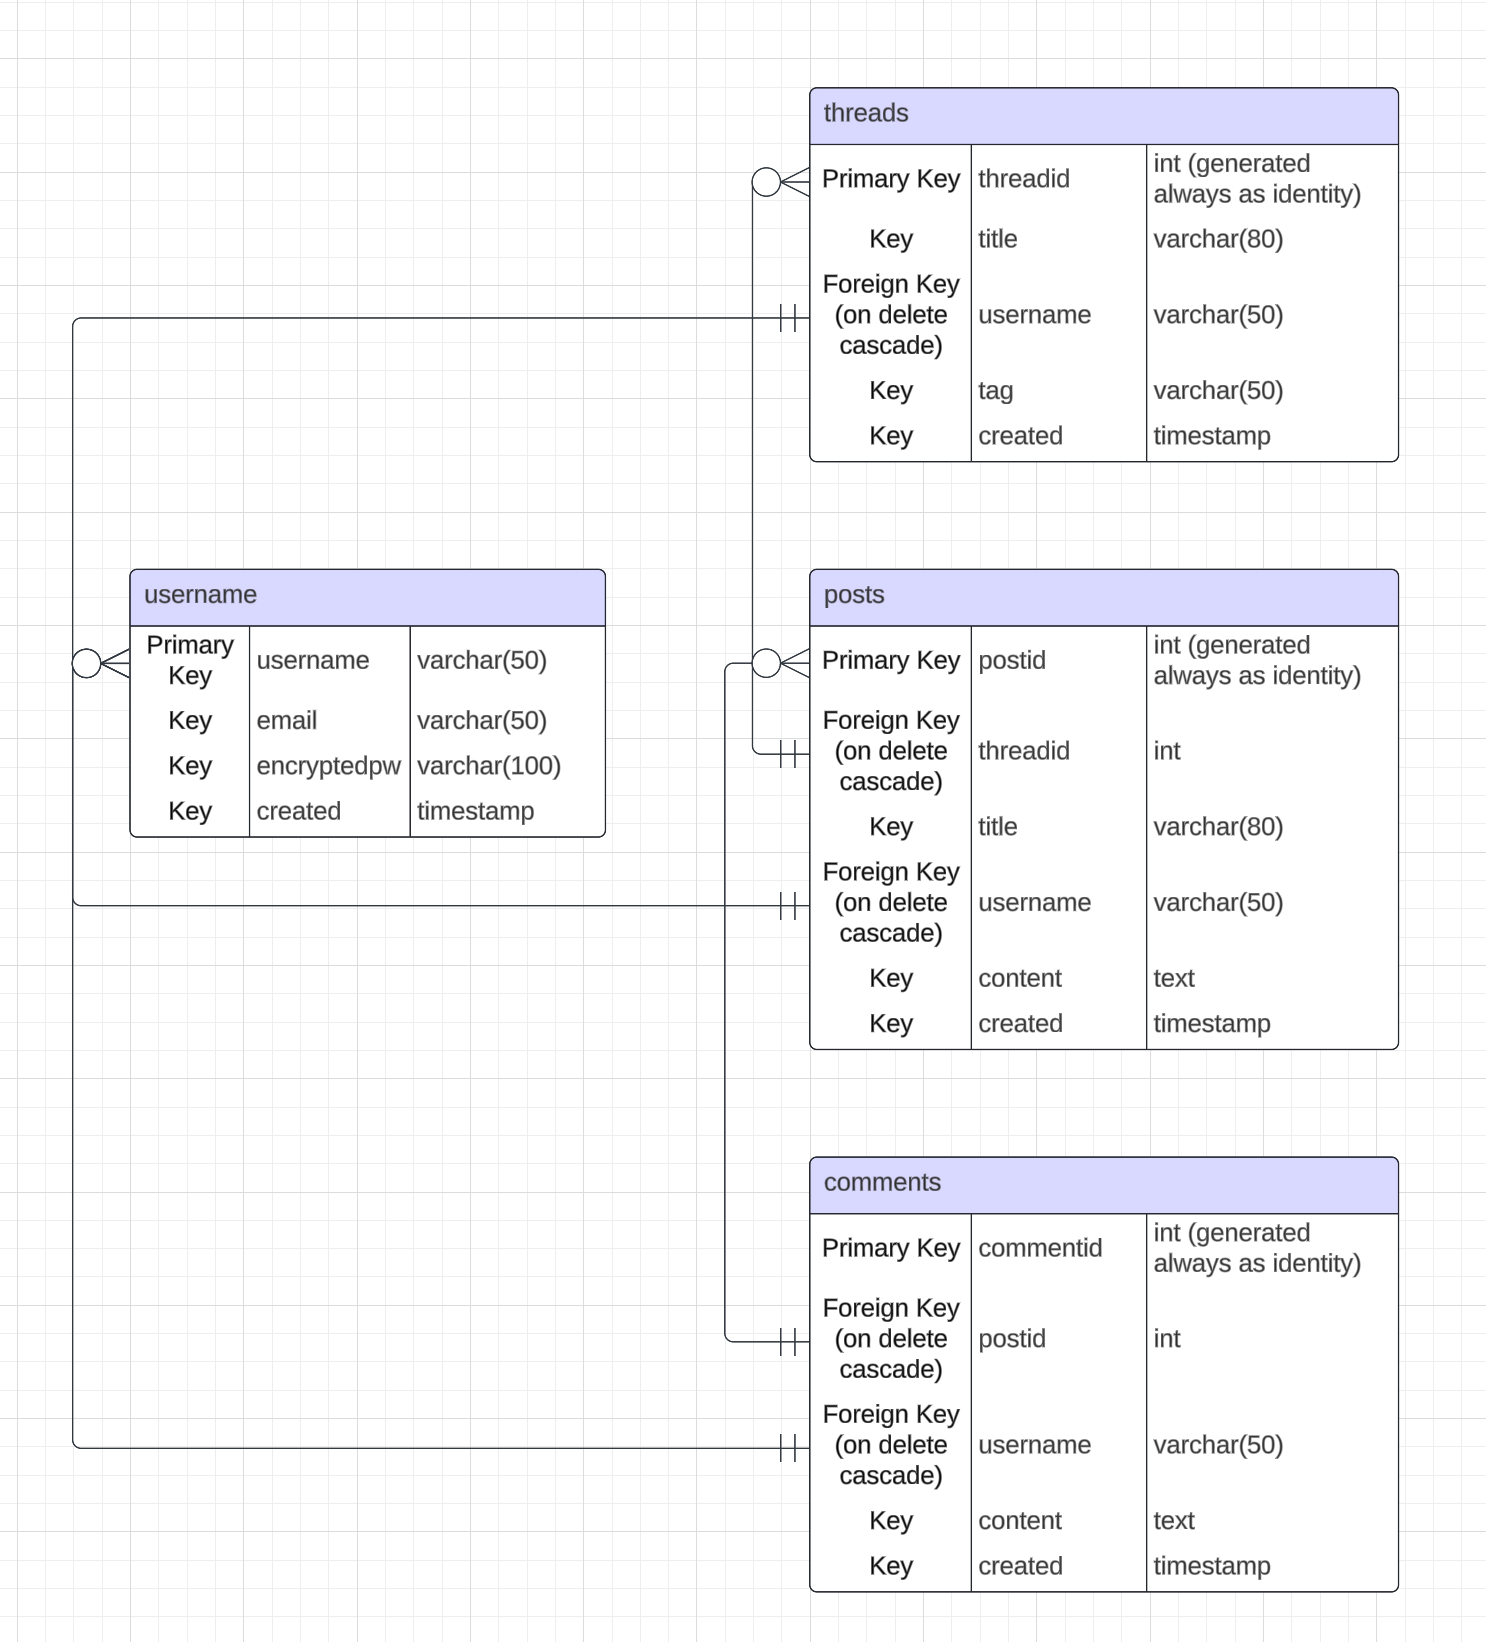 threads
Primary Key threadid int (generated
always as identity)
Key title varchar(80)
Foreign Key
(on delete username varchar(50)
cascade)
Key tag varchar(50)
Key created timestamp
username
Primary
Key username varchar(50)
Key email varchar(50)
Key encryptedpw varchar(100)
Key created timestamp
posts
Primary Key postid int (generated
always as identity)
Foreign Key
(on delete threadid int
cascade)
Key title varchar(80)
Foreign Key
(on delete username varchar(50)
cascade)
Key content text
Key created timestamp
comments
Primary Key commentid int (generated
always as identity)
Foreign Key
(on delete postid int
cascade)
Foreign Key
(on delete username varchar(50)
cascade)
Key content text
Key created timestamp